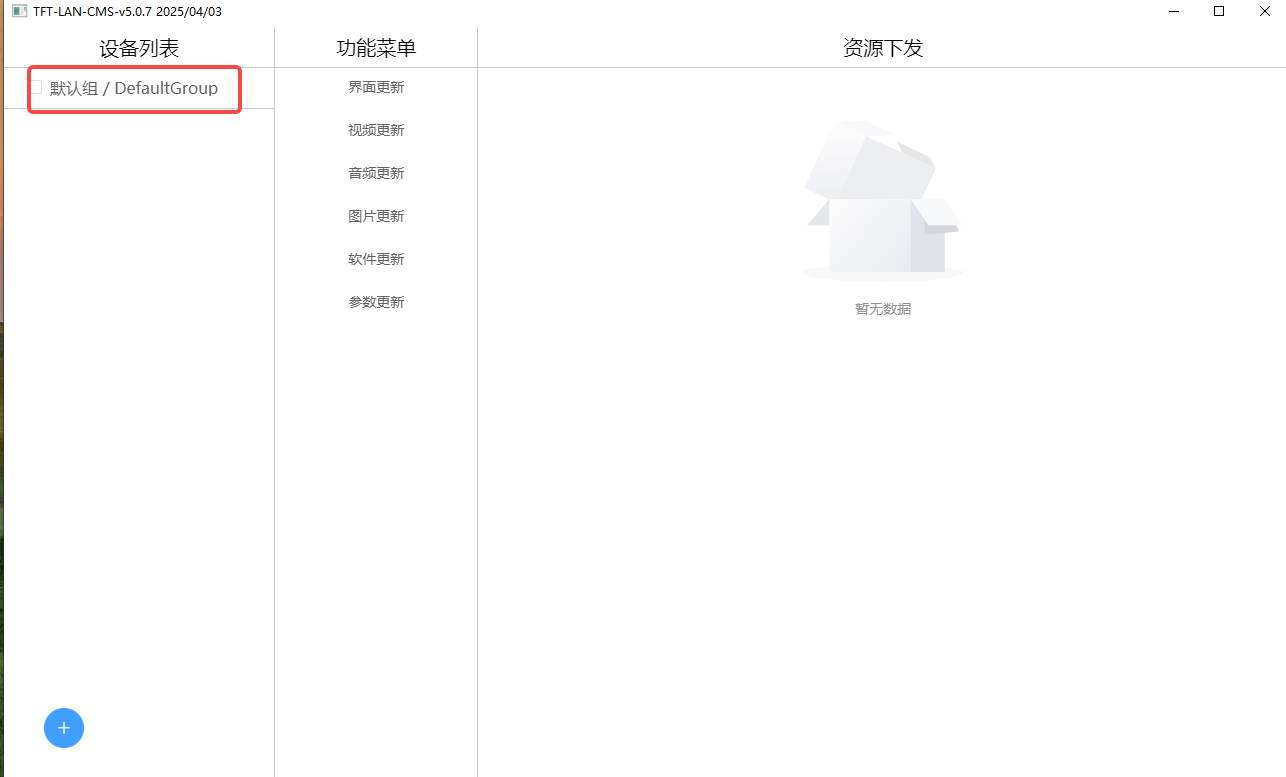 TFT-LAN-CMS-v5.0.7 2025/04/03
设备列表
默认组 / DefaultGroup
功能菜单
界面更新
视频更新
音频更新
图片更新
软件更新
参数更新
资源下发
暂无数据